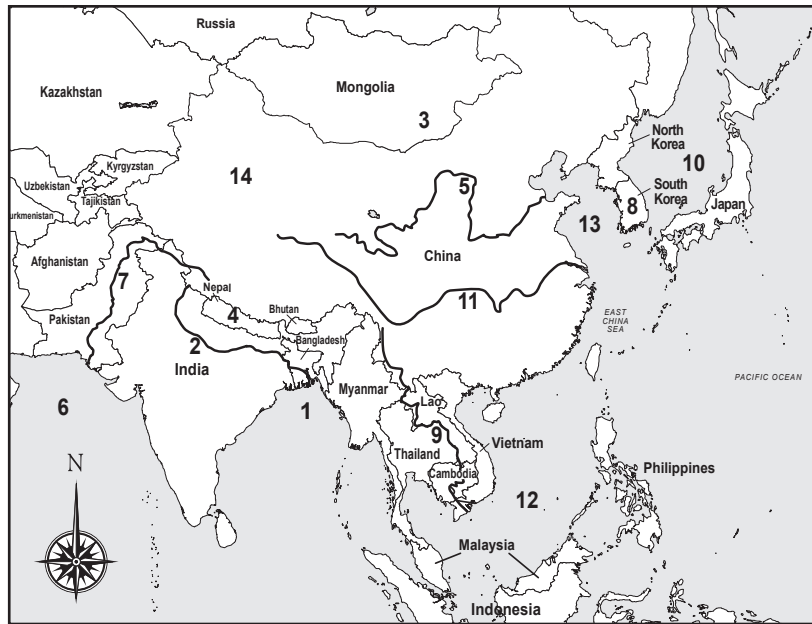 Russia
Kazakhstan
Mongolia
3
North
Korea
10
Kyrgyzstan
Uzbekistan
14
5
South
Korea
Tajikistan
8
Japan
urkmenistan
13
Afghanistan
China
7
Nepal
11
Pakistan
4
Bhutan
EAST
CHINA
SEA
2
Bangladesh
India
Myanmar
PACIFIC OCEAN
6
1
Lao
9
Vietnam
Thailand
N
Cambodia
Philippines
12
Malaysia
Indonesia